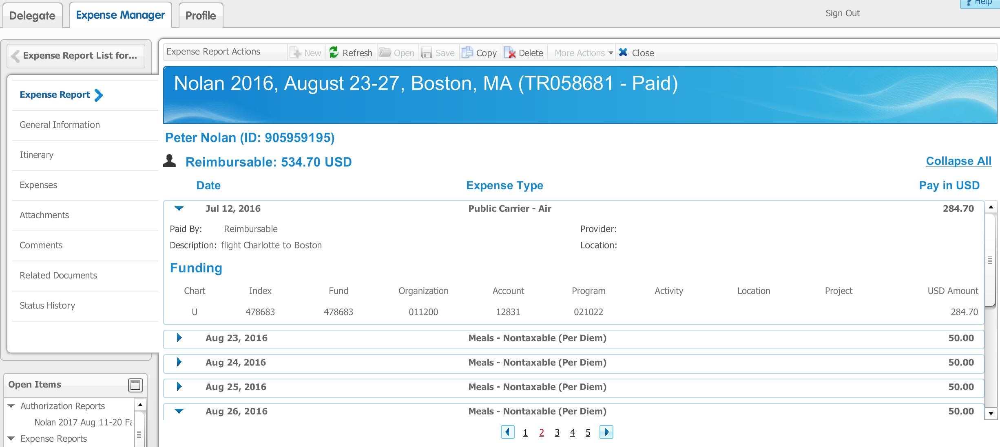 Delegate Expense Manager Profile Sign Out Help
Expense Report List for...
Expense Report Actions New Refresh Open Save Copy Delete More Actions Close
Nolan 2016, August 23-27, Boston, MA (TR058681 - Paid)
Expense Report
General Information
Itinerary
Expenses
Attachments
Comments
Related Documents
Status History
Peter Nolan (ID: 905959195)
Reimbursable: 534.70 USD Collapse All
Date Expense Type Pay in USD
Jul 12, 2016 Public Carrier - Air 284.70
Paid By: Reimbursable Provider:
Description: flight Charlotte to Boston Location:
Funding
Chart Index Fund Organization Account Program Activity Location Project USD Amount
U 478683 478683 011200 12831 021022 284.70
Aug 23, 2016 Meals - Nontaxable (Per Diem) 50.00
Aug 24, 2016 Meals - Nontaxable (Per Diem) 50.00
Aug 25, 2016 Meals - Nontaxable (Per Diem) 50.00
Aug 26, 2016 Meals - Nontaxable (Per Diem) 50.00
1 2 3 4 5
Open Items
Authorization Reports
Nolan 2017 Aug 11-20 Fa
Expense Reports